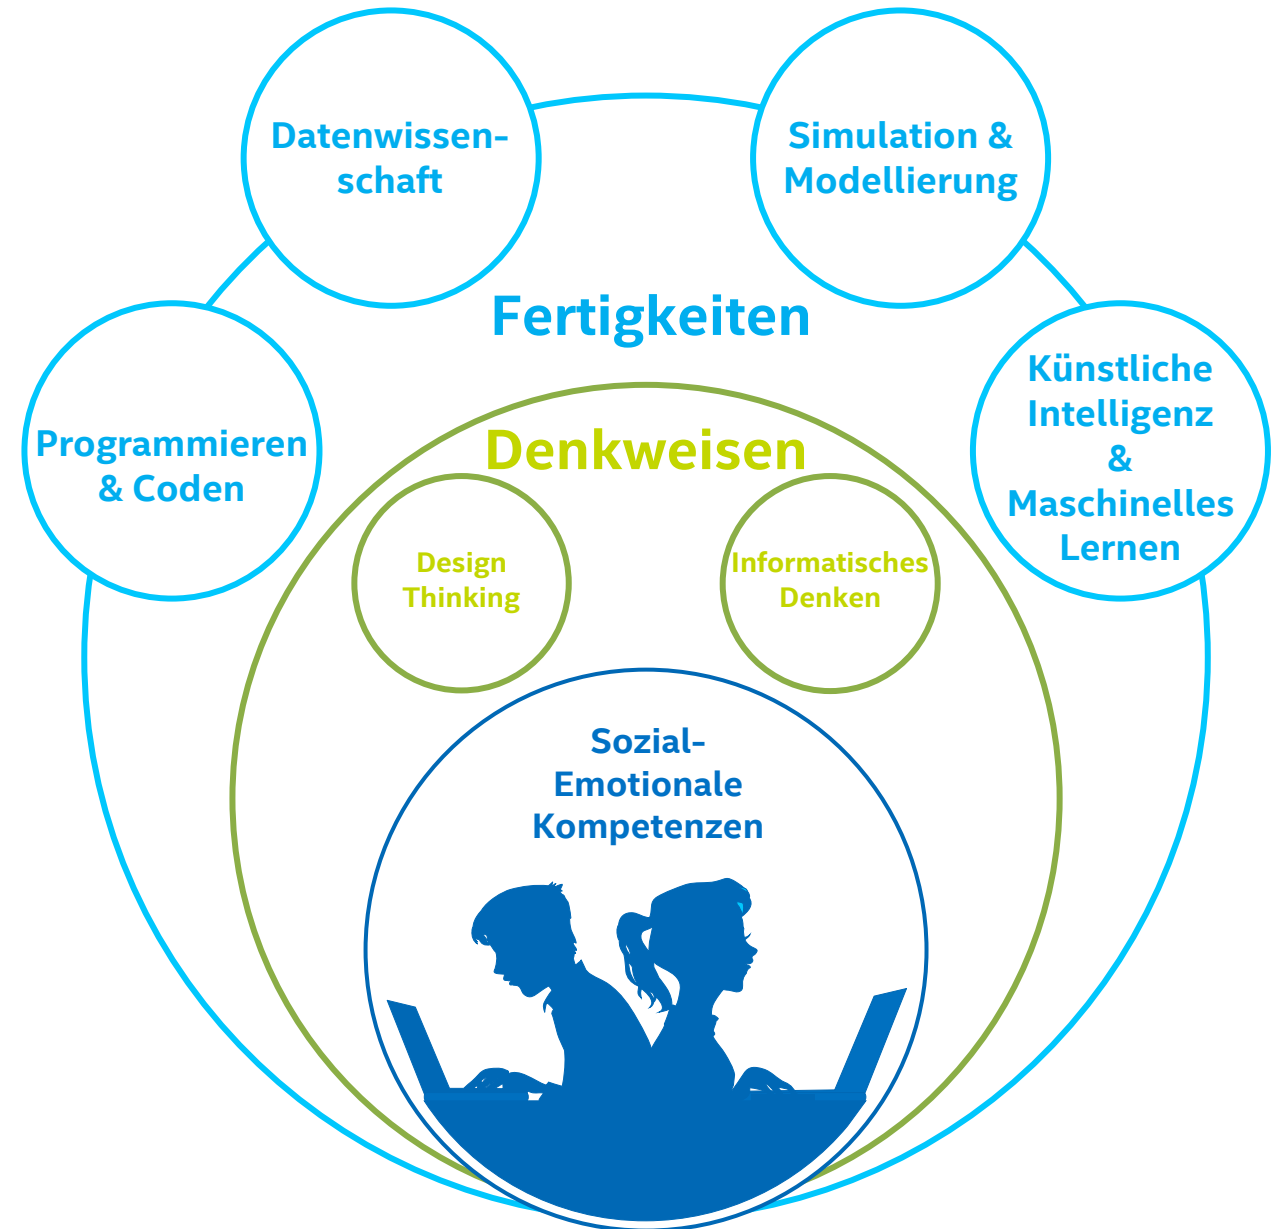 Datenwissen-
schaft
Simulation &
Modellierung
Fertigkeiten
Programmieren
& Coden
Künstliche
Intelligenz
&
Maschinelles
Lernen
Denkweisen
Design
Thinking
Informatisches
Denken
Sozial-
Emotionale
Kompetenzen